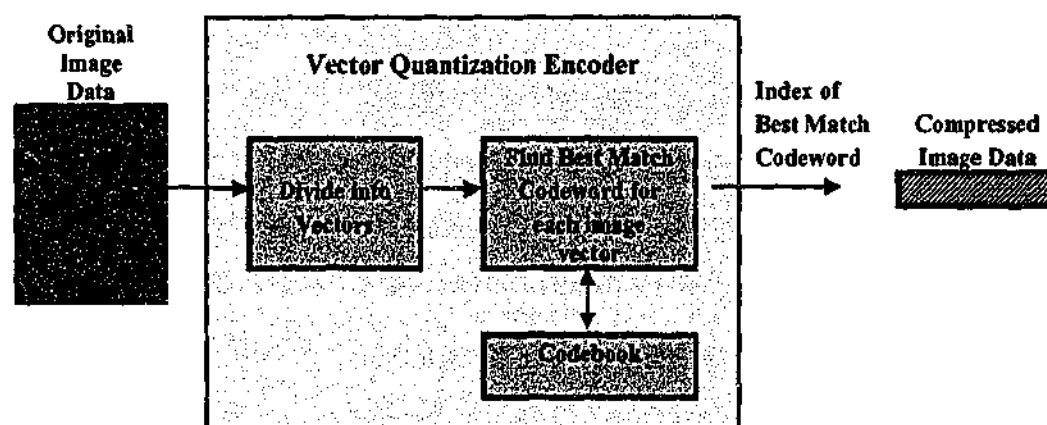 Original
Image
Data
Vector Quantization Encoder
Divide into
Vectors
Find Best Match
Codeword for
each image
vector
Codebook
Index of
Best Match
Codeword
Compressed
Image Data